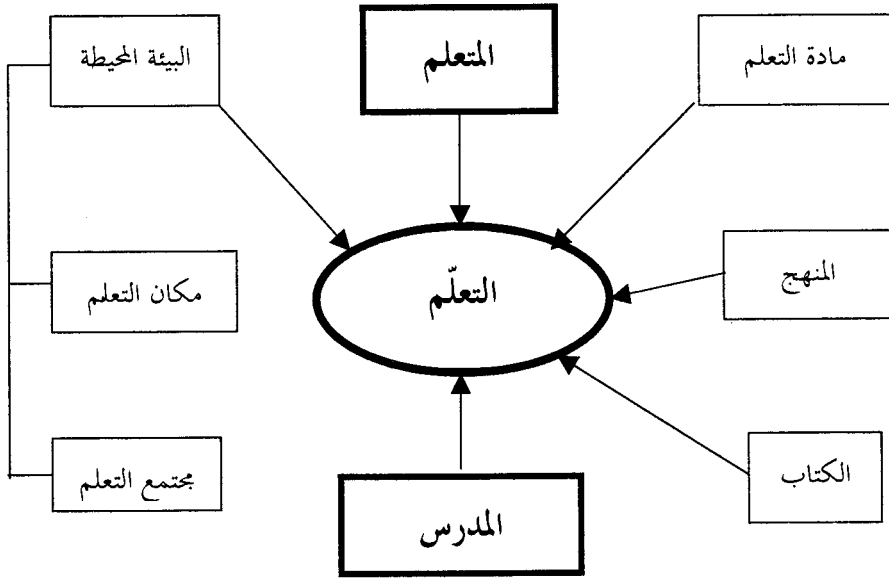 مادة التعلم
المتعلم
البيئة المحيطة
المنهج
التعلّم
مكان التعلم
الكتاب
المدرس
مجتمع التعلم